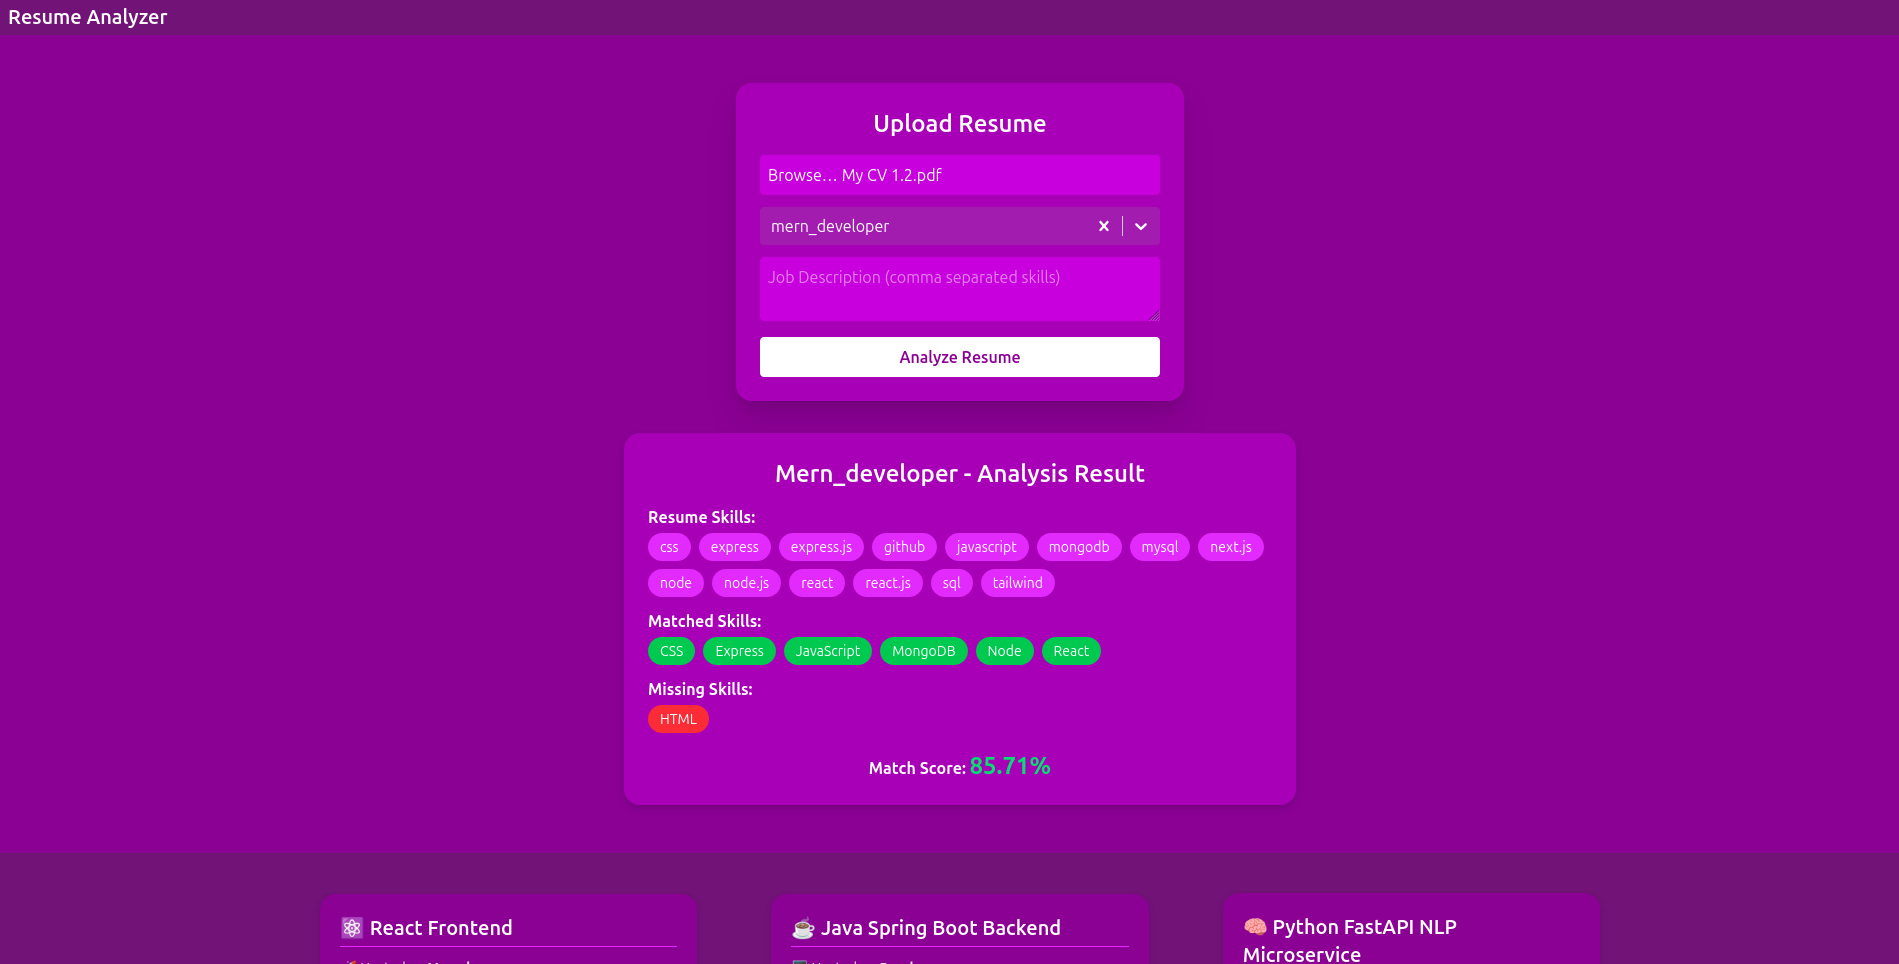 Resume Analyzer
Upload Resume
Browse… My CV 1.2.pdf
mern_developer
Job Description (comma separated skills)
Analyze Resume
Mern_developer - Analysis Result
Resume Skills:
css express express.js github javascript mongodb mysql next.js
node node.js react react.js sql tailwind
Matched Skills:
CSS Express JavaScript MongoDB Node React
Missing Skills:
HTML
Match Score: 85.71%
React Frontend
Java Spring Boot Backend
Python FastAPI NLP
Microservice